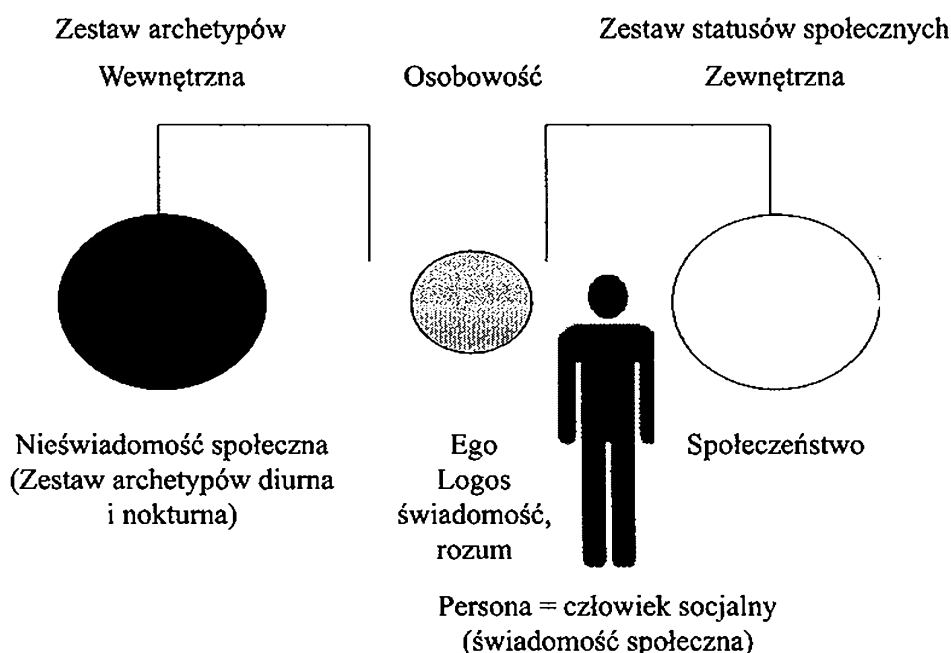 Zestaw archetypów
Zestaw statusów społecznych
Wewnętrzna
Osobowość
Zewnętrzna
Nieświadomość społeczna
(Zestaw archetypów diurna
i nokturna)
Ego
Logos
świadomość,
rozum
Społeczeństwo
Persona = człowiek socjalny
(świadomość społeczna)